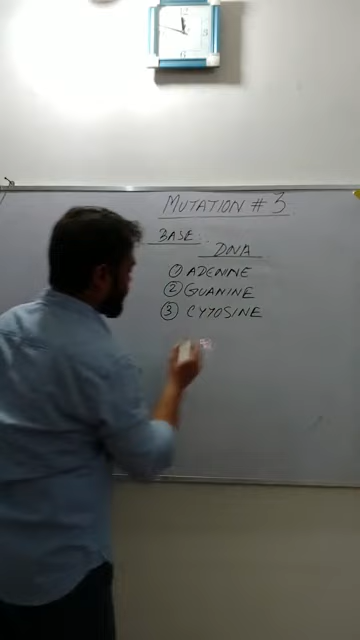 MUTATION # 3
BASE:
DNA
① ADENINE
② GUANINE
③ CYTOSINE